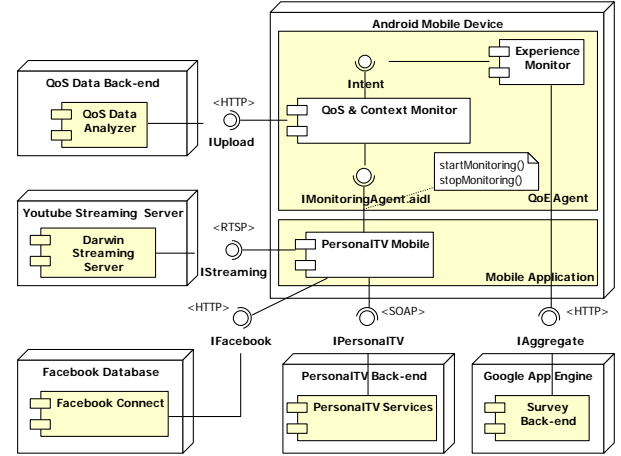 Android Mobile Device
Experience
Monitor
Intent
QoS Data Back-end
QoS Data
Analyzer
<HTTP>
IUpload
QoS & Context Monitor
startMonitoring()
stopMonitoring()
IMonitoringAgent.aidl
QoE Agent
Youtube Streaming Server
Darwin
Streaming
Server
<RTSP>
IStreaming
PersonalTV Mobile
Mobile Application
<HTTP>
IFacebook
<SOAP>
IPersonalTV
<HTTP>
IAggregate
Facebook Database
Facebook Connect
PersonalTV Back-end
PersonalTV Services
Google App Engine
Survey
Back-end